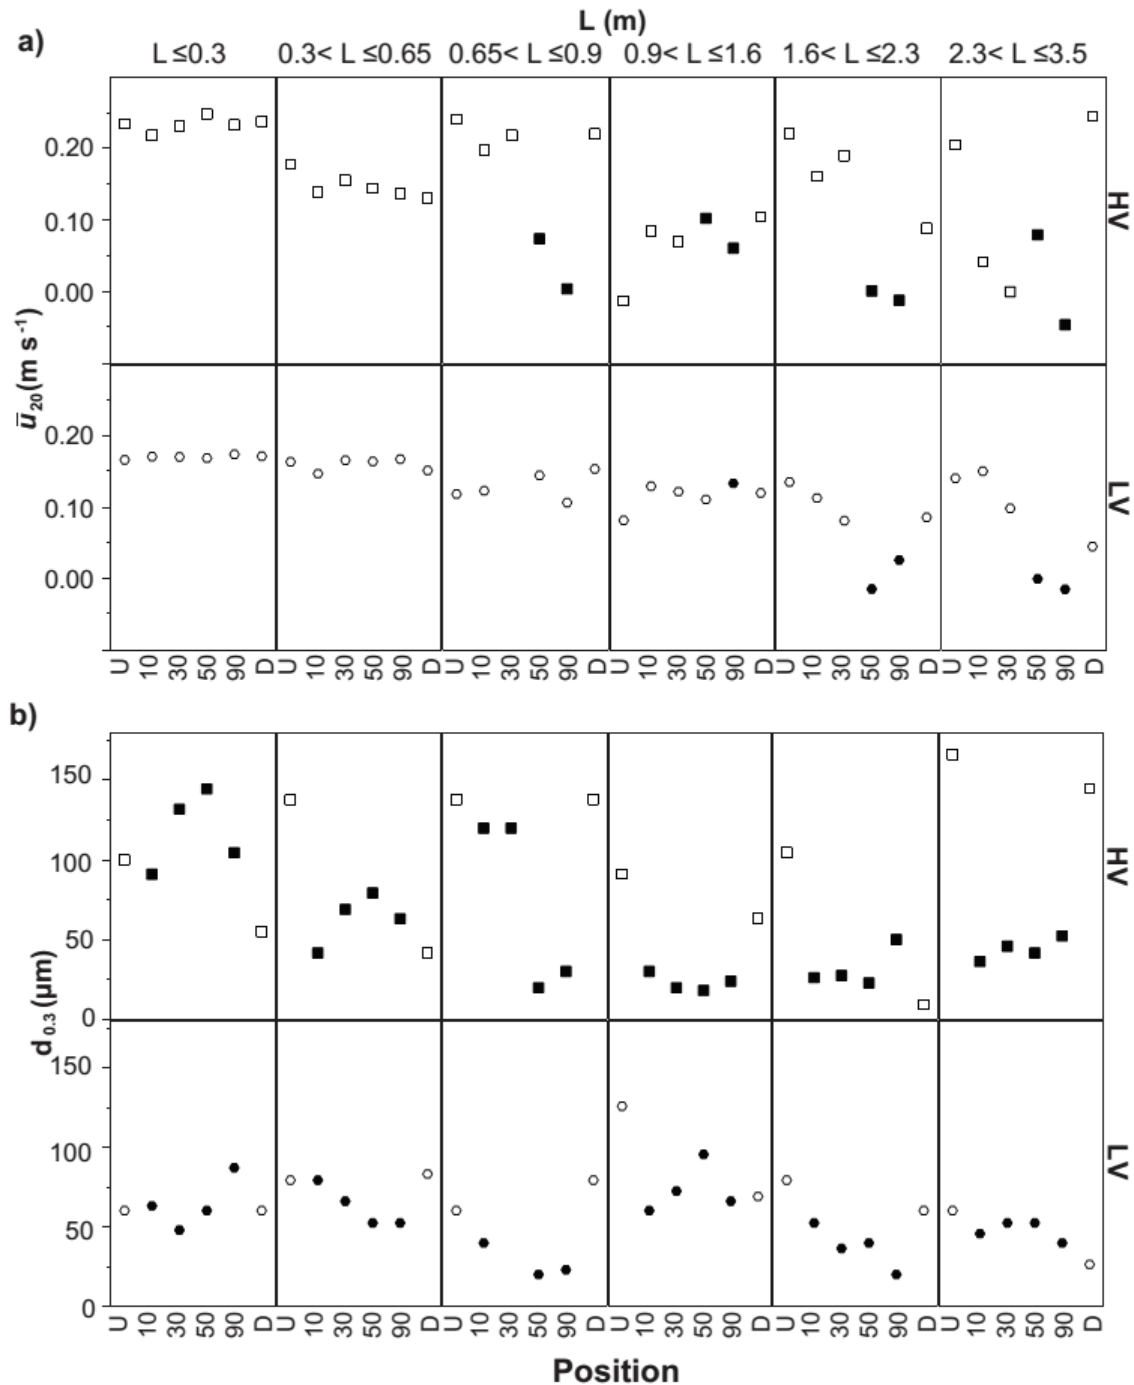 L (m)
a)
L ≤0.3 0.3< L ≤0.65 0.65< L ≤0.9 0.9< L ≤1.6 1.6< L ≤2.3 2.3< L ≤3.5
0.20
0.10
0.00
HV
ū20(m s-1)
0.20
0.10
0.00
LV
U 10 30 50 90 D U 10 30 50 90 D U 10 30 50 90 D U 10 30 50 90 D U 10 30 50 90 D U 10 30 50 90 D
b)
150
100
50
0
HV
d 0.3 (µm)
150
100
50
0
LV
U 10 30 50 90 D U 10 30 50 90 D U 10 30 50 90 D U 10 30 50 90 D U 10 30 50 90 D U 10 30 50 90 D
Position